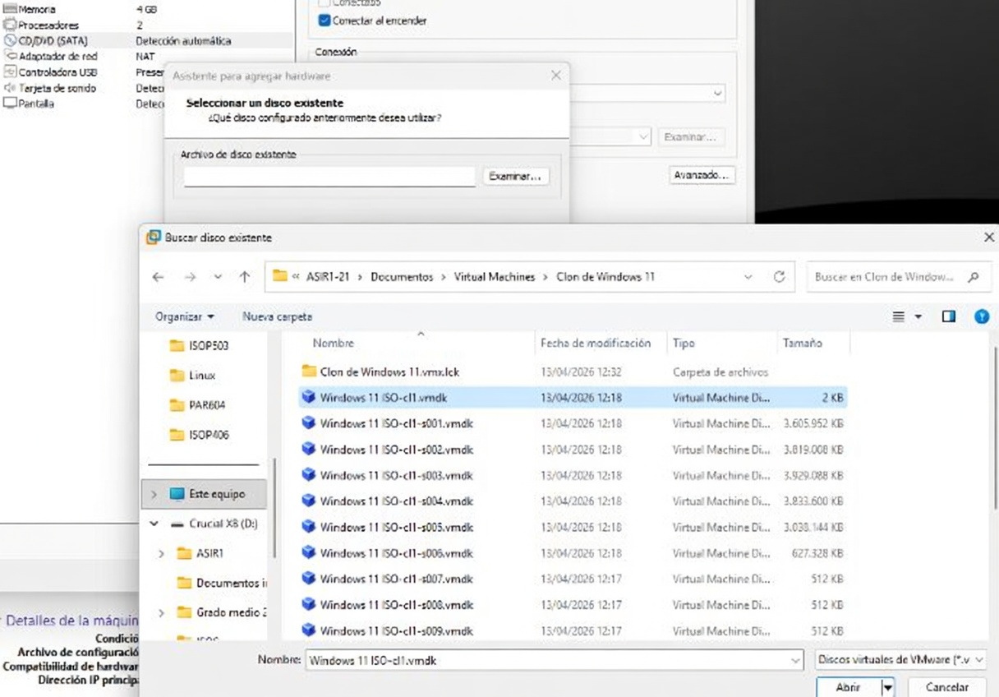 Memoria 4 GB
Procesadores 2
CD/DVD (SATA) Detección automática
Adaptador de red NAT
Controladora USB Presen
Tarjeta de sonido Detecc
Pantalla Detecc
Conectado
Conectar al encender
Conexión
Examinar...
Avanzado...
Asistente para agregar hardware
Seleccionar un disco existente
¿Qué disco configurado anteriormente desea utilizar?
Archivo de disco existente
Examinar...
Buscar disco existente
« ASIR1-21 > Documentos > Virtual Machines > Clon de Windows 11
Buscar en Clon de Window...
Organizar Nueva carpeta
ISOP503
Linux
PAR604
ISOP406
Este equipo
Crucial X8 (D:)
ASIR1
Documentos i
Grado medio 2
Nombre Fecha de modificación Tipo Tamaño
Clon de Windows 11.vmx.lck 13/04/2026 12:32 Carpeta de archivos
Windows 11 ISO-cl1.vmdk 13/04/2026 12:18 Virtual Machine Di... 2 KB
Windows 11 ISO-cl1-s001.vmdk 13/04/2026 12:18 Virtual Machine Di... 3.605.952 KB
Windows 11 ISO-cl1-s002.vmdk 13/04/2026 12:18 Virtual Machine Di... 3.819.008 KB
Windows 11 ISO-cl1-s003.vmdk 13/04/2026 12:18 Virtual Machine Di... 3.929.088 KB
Windows 11 ISO-cl1-s004.vmdk 13/04/2026 12:18 Virtual Machine Di... 3.833.600 KB
Windows 11 ISO-cl1-s005.vmdk 13/04/2026 12:18 Virtual Machine Di... 3.038.144 KB
Windows 11 ISO-cl1-s006.vmdk 13/04/2026 12:18 Virtual Machine Di... 627.328 KB
Windows 11 ISO-cl1-s007.vmdk 13/04/2026 12:17 Virtual Machine Di... 512 KB
Windows 11 ISO-cl1-s008.vmdk 13/04/2026 12:17 Virtual Machine Di... 512 KB
Windows 11 ISO-cl1-s009.vmdk 13/04/2026 12:17 Virtual Machine Di... 512 KB
Nombre: Windows 11 ISO-cl1.vmdk Discos virtuales de VMware (*.v
Abrir Cancelar
Detalles de la máquin
Condició
Archivo de configuració
Compatibilidad de hardwar
Dirección IP principa